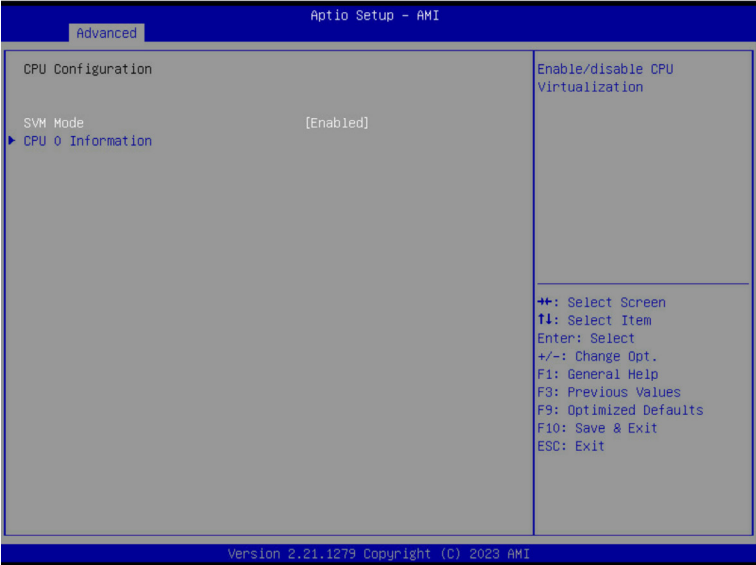 Aptio Setup – AMI
Advanced
CPU Configuration
SVM Mode [Enabled]
▶ CPU 0 Information
Enable/disable CPU
Virtualization
→←: Select Screen
↑↓: Select Item
Enter: Select
+/-: Change Opt.
F1: General Help
F3: Previous Values
F9: Optimized Defaults
F10: Save & Exit
ESC: Exit
Version 2.21.1279 Copyright (C) 2023 AMI